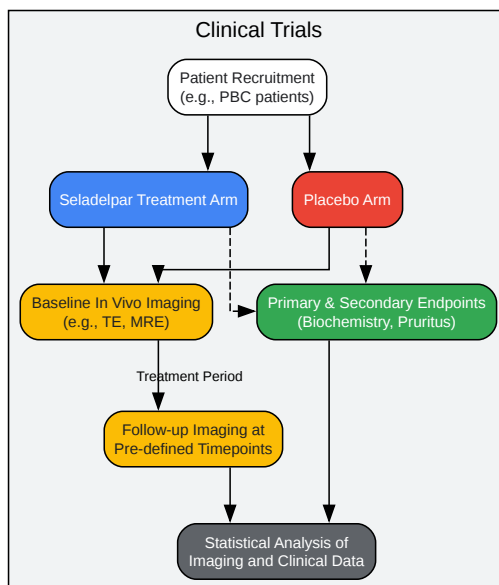 Clinical Trials
Patient Recruitment
(e.g., PBC patients)
Seladelpar Treatment Arm
Placebo Arm
Baseline In Vivo Imaging
(e.g., TE, MRE)
Primary & Secondary Endpoints
(Biochemistry, Pruritus)
Treatment Period
Follow-up Imaging at
Pre-defined Timepoints
Statistical Analysis of
Imaging and Clinical Data